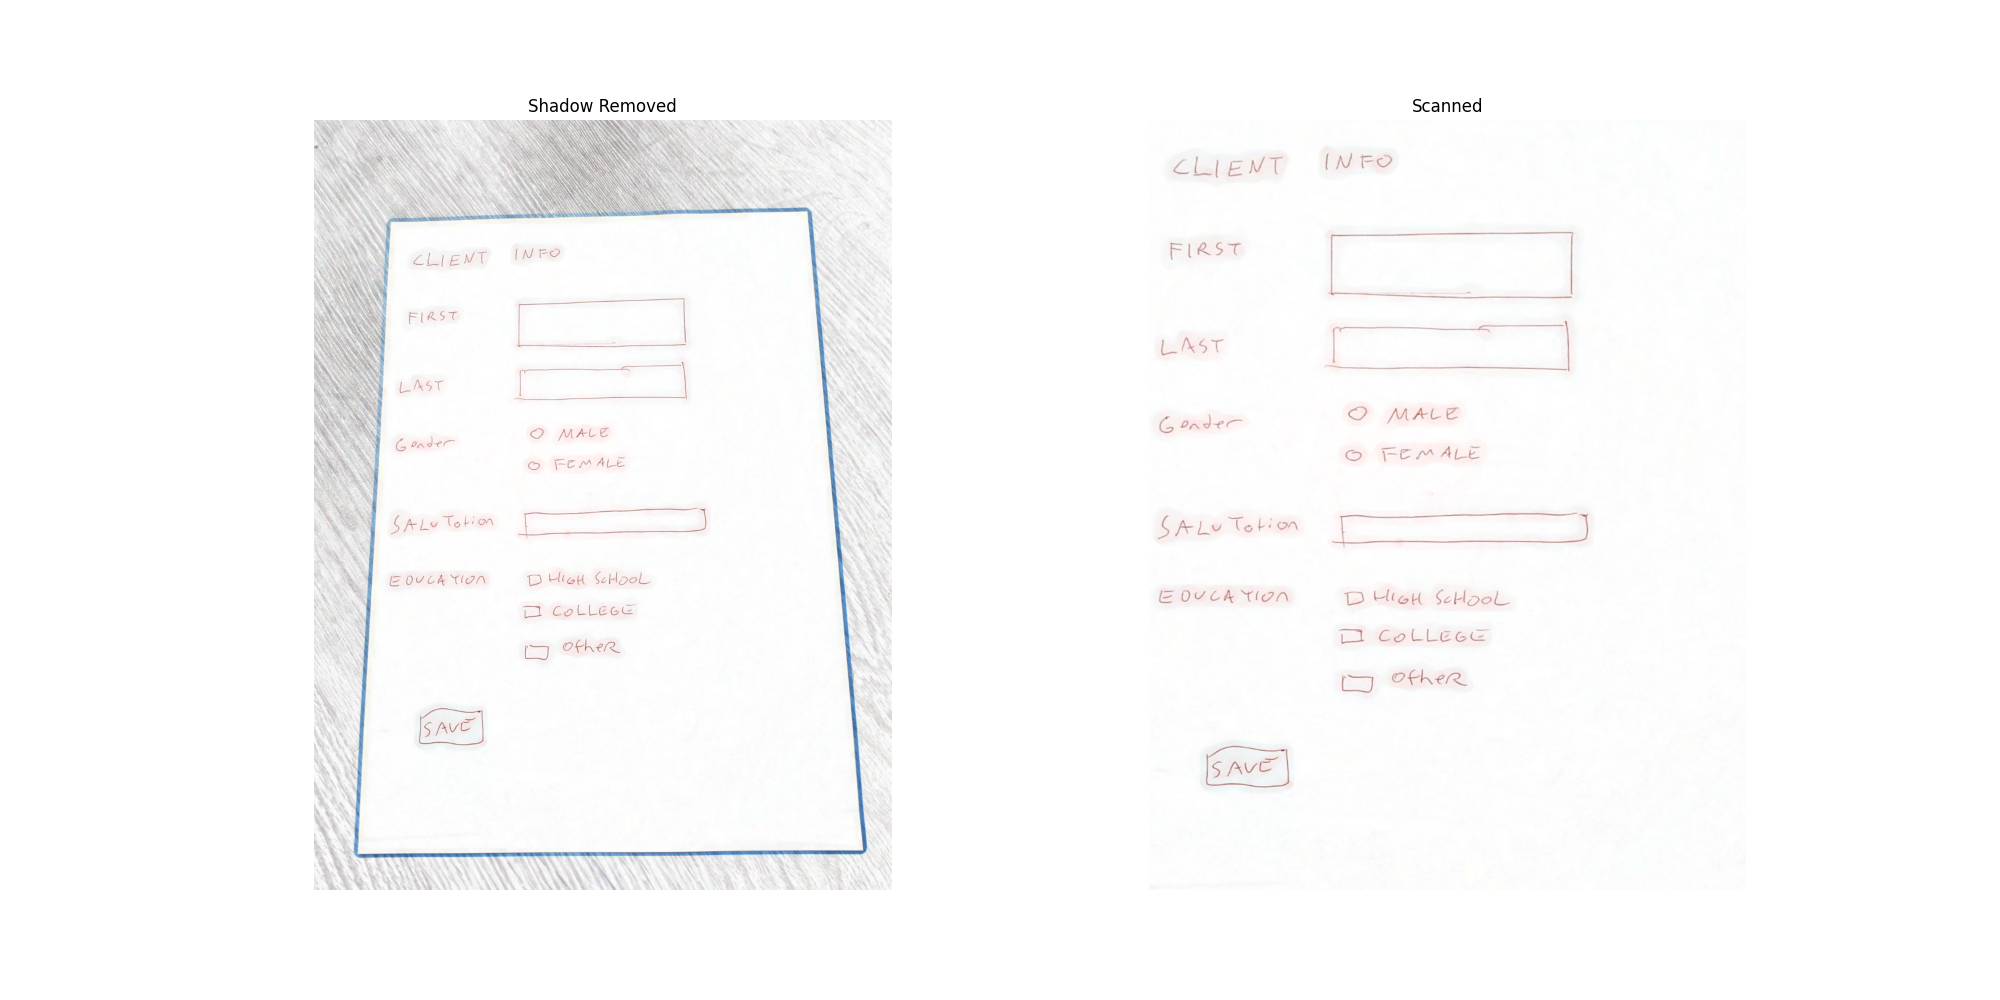 Shadow Removed
CLIENT INFO
FIRST
LAST
Gender
MALE
FEMALE
SALuTation
EDUCATION
HIGH SCHOOL
COLLEGE
OtheR
SAVE
Scanned
CLIENT INFO
FIRST
LAST
Gender
MALE
FEMALE
SALuTation
EDUCATION
HIGH SCHOOL
COLLEGE
OtheR
SAVE